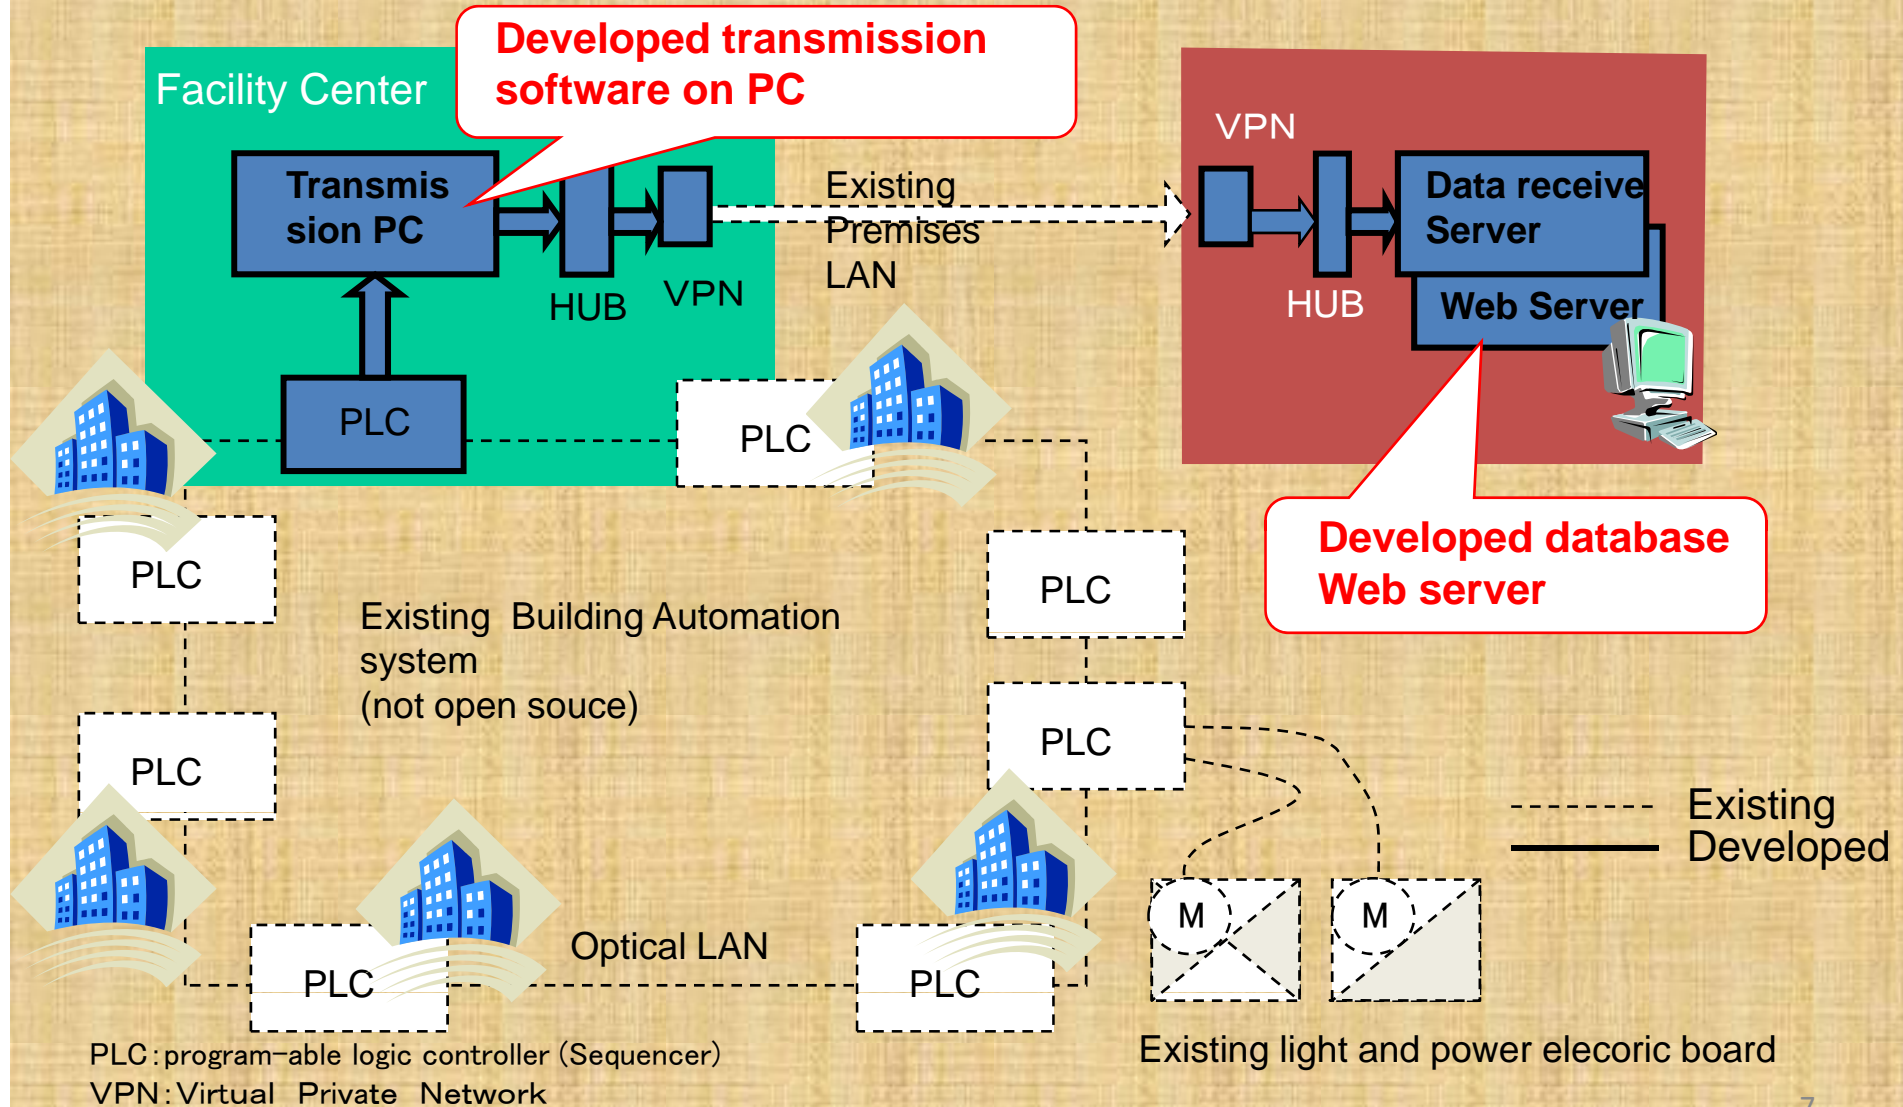 Developed transmission
software on PC
Facility Center
VPN
Transmis
sion PC
Existing
Premises
LAN
Data receive
Server
HUB
VPN
HUB
Web Server
PLC
PLC
Developed database
Web server
PLC
PLC
Existing Building Automation
system
(not open souce)
PLC
PLC
Existing
Developed
M
M
Optical LAN
PLC
PLC
PLC:program-able logic controller (Sequencer)
Existing light and power elecoric board
VPN:Virtual Private Network
7